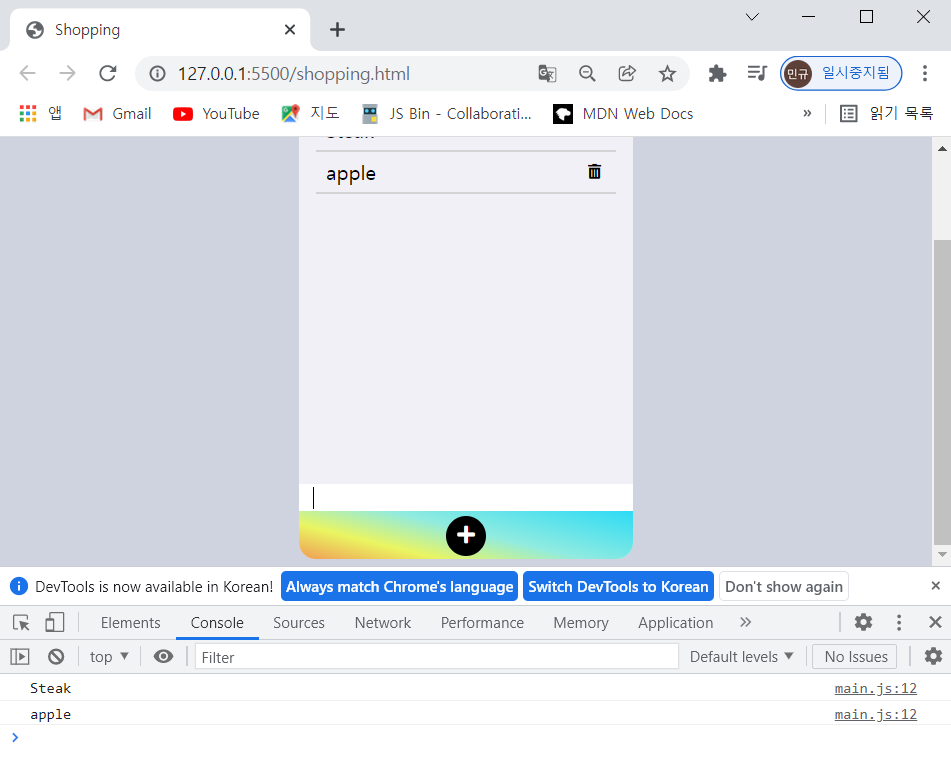 Shopping
127.0.0.1:5500/shopping.html
민규 일시중지됨
앱 Gmail YouTube 지도 JS Bin - Collaborati... MDN Web Docs » 읽기 목록
Steak
apple
DevTools is now available in Korean! Always match Chrome's language Switch DevTools to Korean Don't show again
Elements Console Sources Network Performance Memory Application »
top Filter Default levels No Issues
Steak main.js:12
apple main.js:12